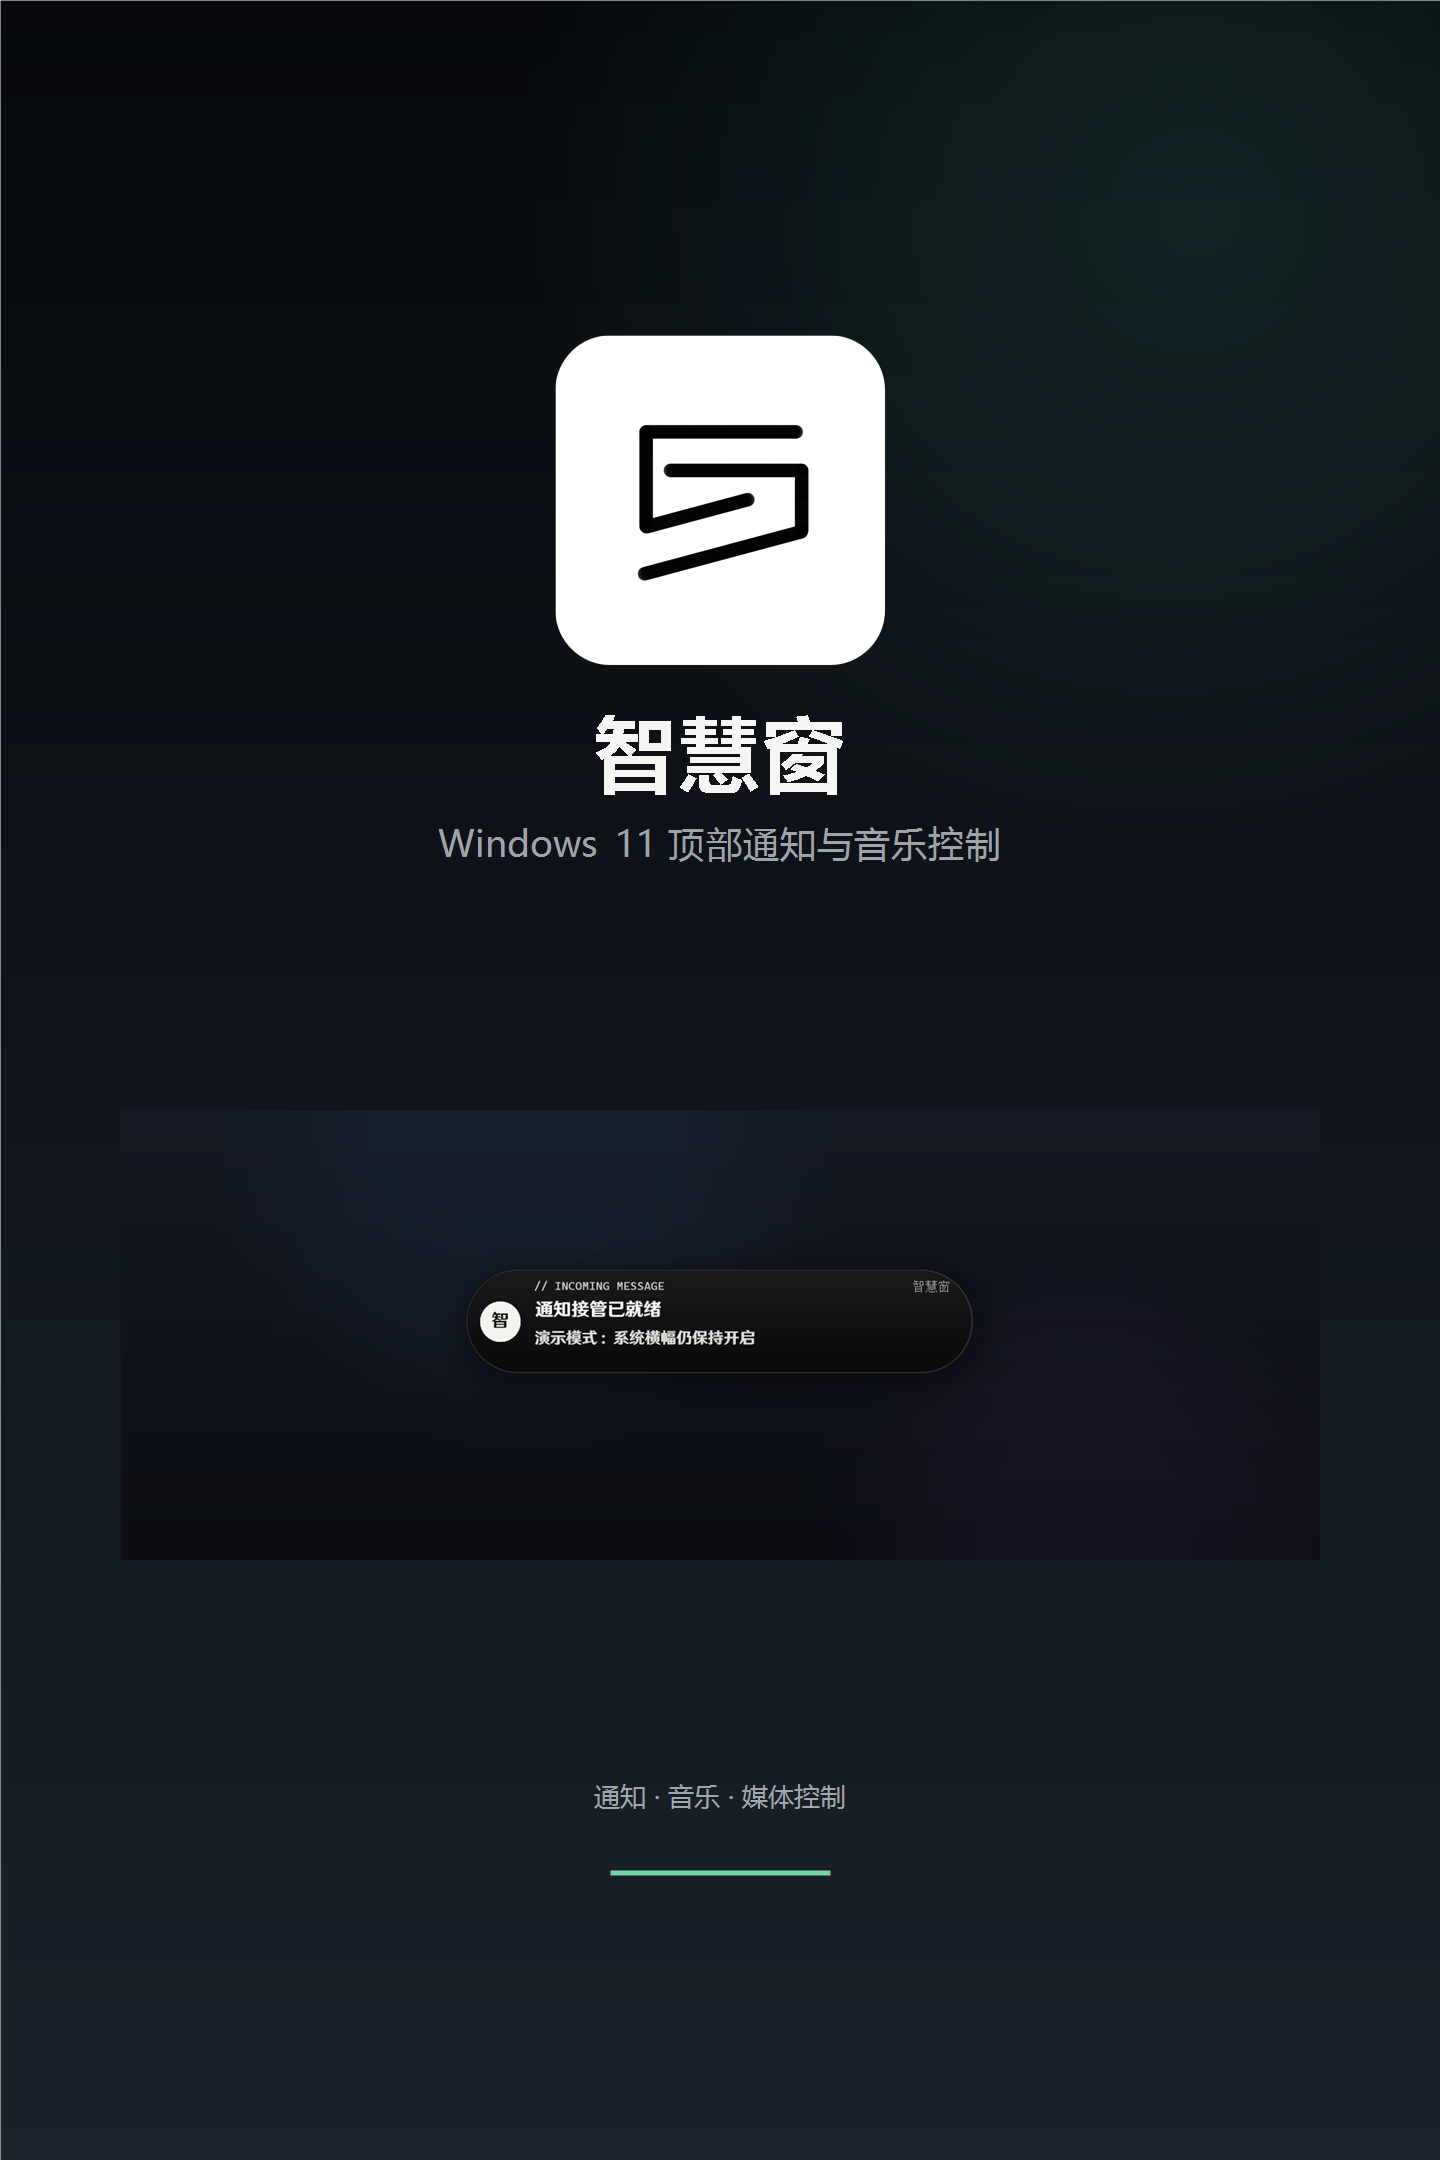 智慧窗
Windows 11 顶部通知与音乐控制
// INCOMING MESSAGE
智慧窗
智
通知接管已就绪
演示模式：系统横幅仍保持开启
通知 · 音乐 · 媒体控制